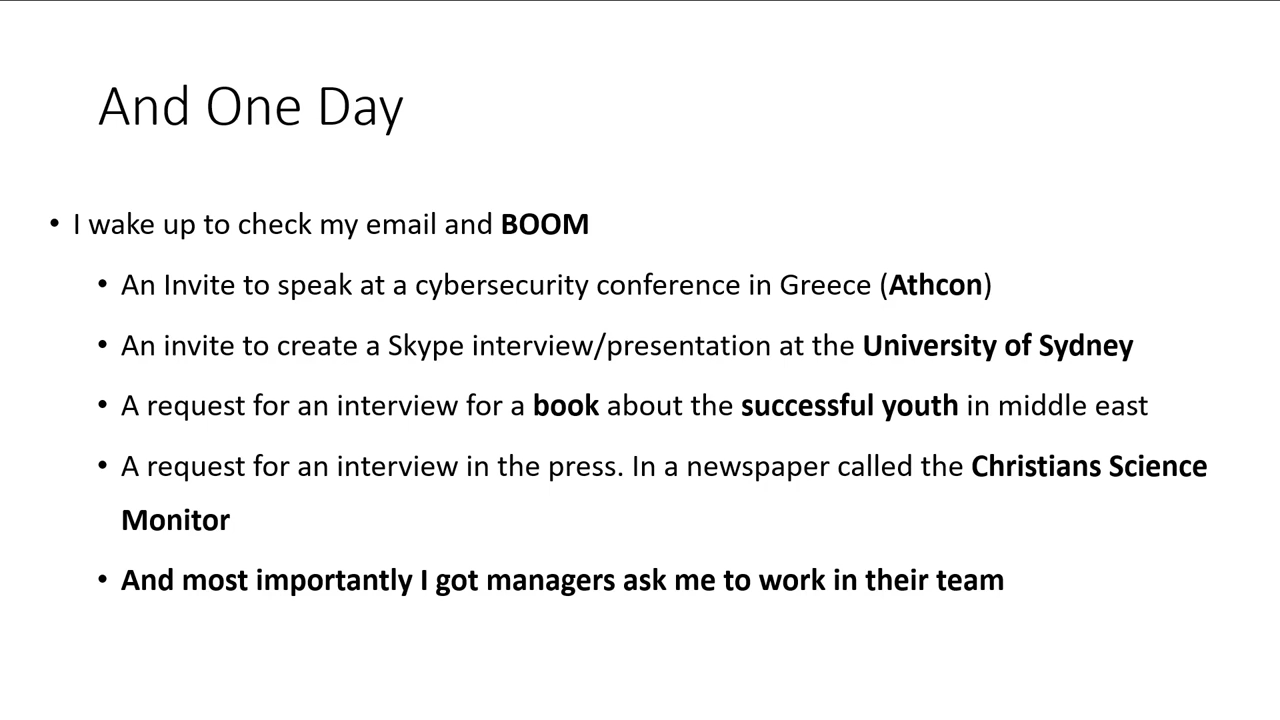 And One Day
• I wake up to check my email and BOOM
• An Invite to speak at a cybersecurity conference in Greece (Athcon)
• An invite to create a Skype interview/presentation at the University of Sydney
• A request for an interview for a book about the successful youth in middle east
• A request for an interview in the press. In a newspaper called the Christians Science
Monitor
• And most importantly I got managers ask me to work in their team